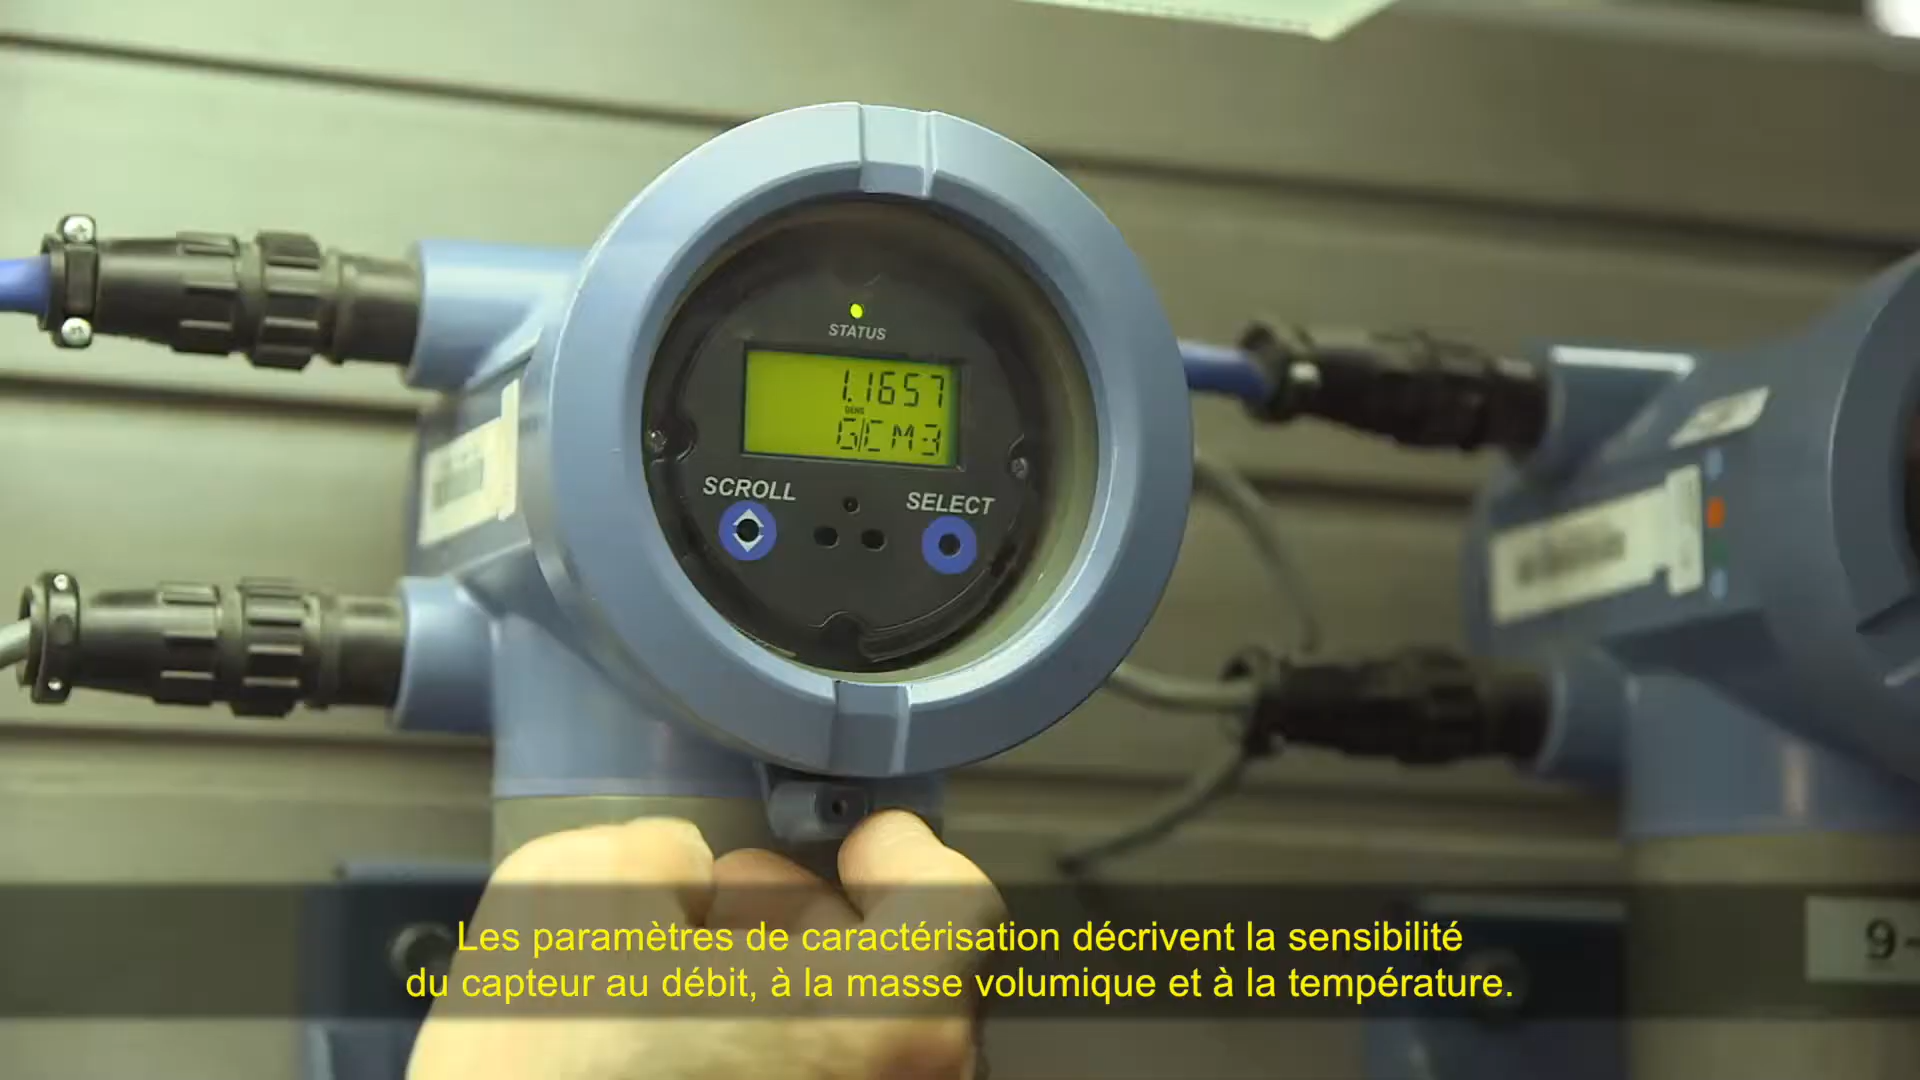 STATUS
1.1657
DENS
G/CM3
SCROLL
SELECT
9-
Les paramètres de caractérisation décrivent la sensibilité
du capteur au débit, à la masse volumique et à la température.